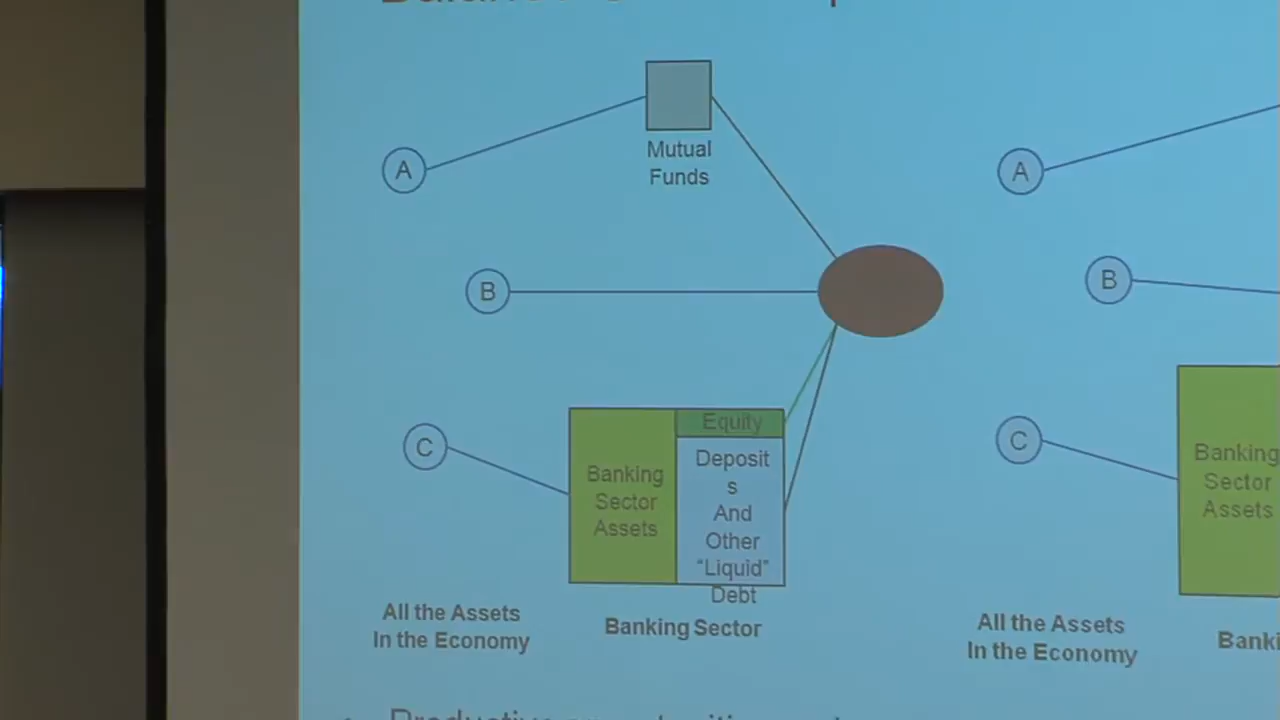 Mutual
Funds
A
B
C
Equity
Banking
Sector
Assets
Deposit
s
And
Other
“Liquid”
Debt
All the Assets
In the Economy
Banking Sector
A
B
C
Banking
Sector
Assets
All the Assets
In the Economy